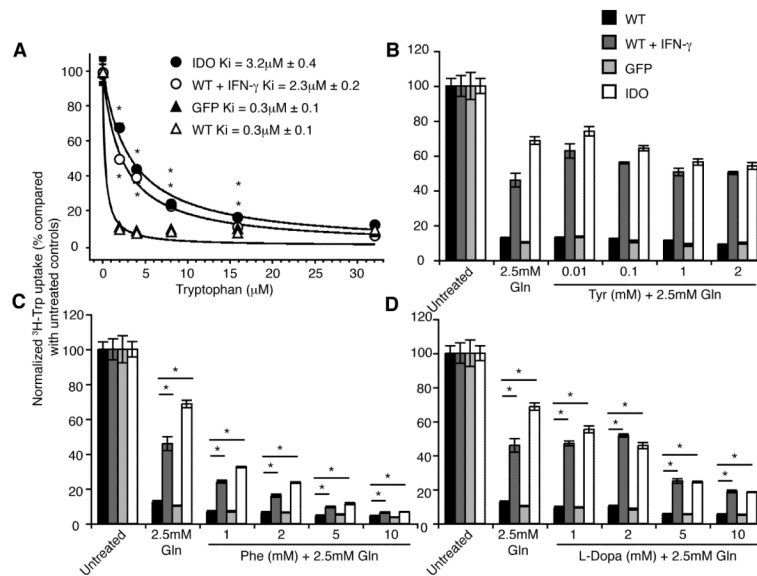 A
IDO Ki = 3.2µM ± 0.4
WT + IFN-γ Ki = 2.3µM ± 0.2
GFP Ki = 0.3µM ± 0.1
WT Ki = 0.3µM ± 0.1
100
80
60
40
20
0
* * * * * * * *
0 5 10 15 20 25 30
Tryptophan (µM)
Normalized ³H-Trp uptake (% compared
with untreated controls)
B
WT
WT + IFN-γ
GFP
IDO
120
100
80
60
40
20
0
Untreated
2.5mM
Gln
0.01 0.1 1 2
Tyr (mM) + 2.5mM Gln
C
120
100
80
60
40
20
0
* * * * * * * * * *
Untreated
2.5mM
Gln
1 2 5 10
Phe (mM) + 2.5mM Gln
D
120
100
80
60
40
20
0
* * * * * * * * * *
Untreated
2.5mM
Gln
1 2 5 10
L-Dopa (mM) + 2.5mM Gln